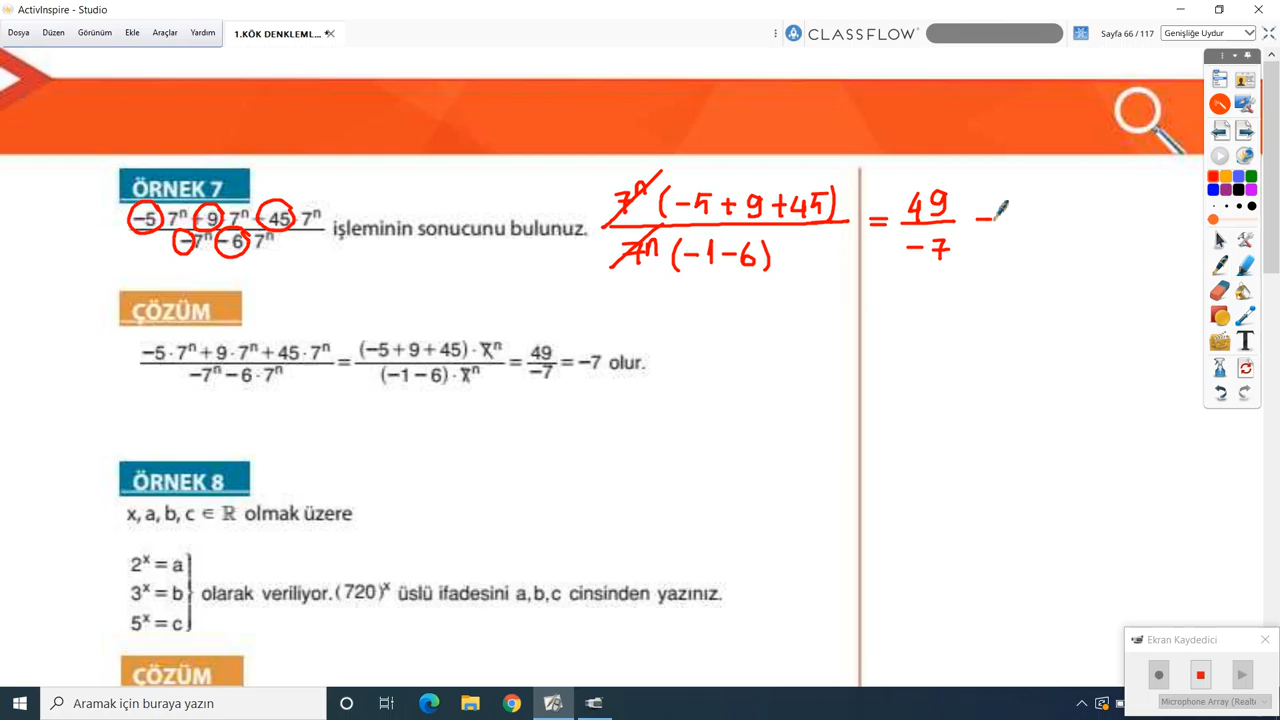 ActivInspire - Studio
Dosya Düzen Görünüm Ekle Araçlar Yardım 1.KÖK DENKLEML... CLASSFLOW Sayfa 66 / 117 Genişliğe Uydur
ÖRNEK 7
(−5 · 7ⁿ + 9 · 7ⁿ + 45 · 7ⁿ) / (−7ⁿ − 6 · 7ⁿ) işleminin sonucunu bulunuz.
7ⁿ (−5 + 9 + 45) / 7ⁿ (−1 − 6) = 49 / −7 −
ÇÖZÜM
(−5 · 7ⁿ + 9 · 7ⁿ + 45 · 7ⁿ) / (−7ⁿ − 6 · 7ⁿ) = (−5 + 9 + 45) · 7ⁿ / (−1 − 6) · 7ⁿ = 49 / −7 = −7 olur.
ÖRNEK 8
x, a, b, c ∈ ℝ olmak üzere
2ˣ = a
3ˣ = b olarak veriliyor. (720)ˣ üslü ifadesini a, b, c cinsinden yazınız.
5ˣ = c
ÇÖZÜM
Ekran Kaydedici
Microphone Array (Realte
Aramak için buraya yazın